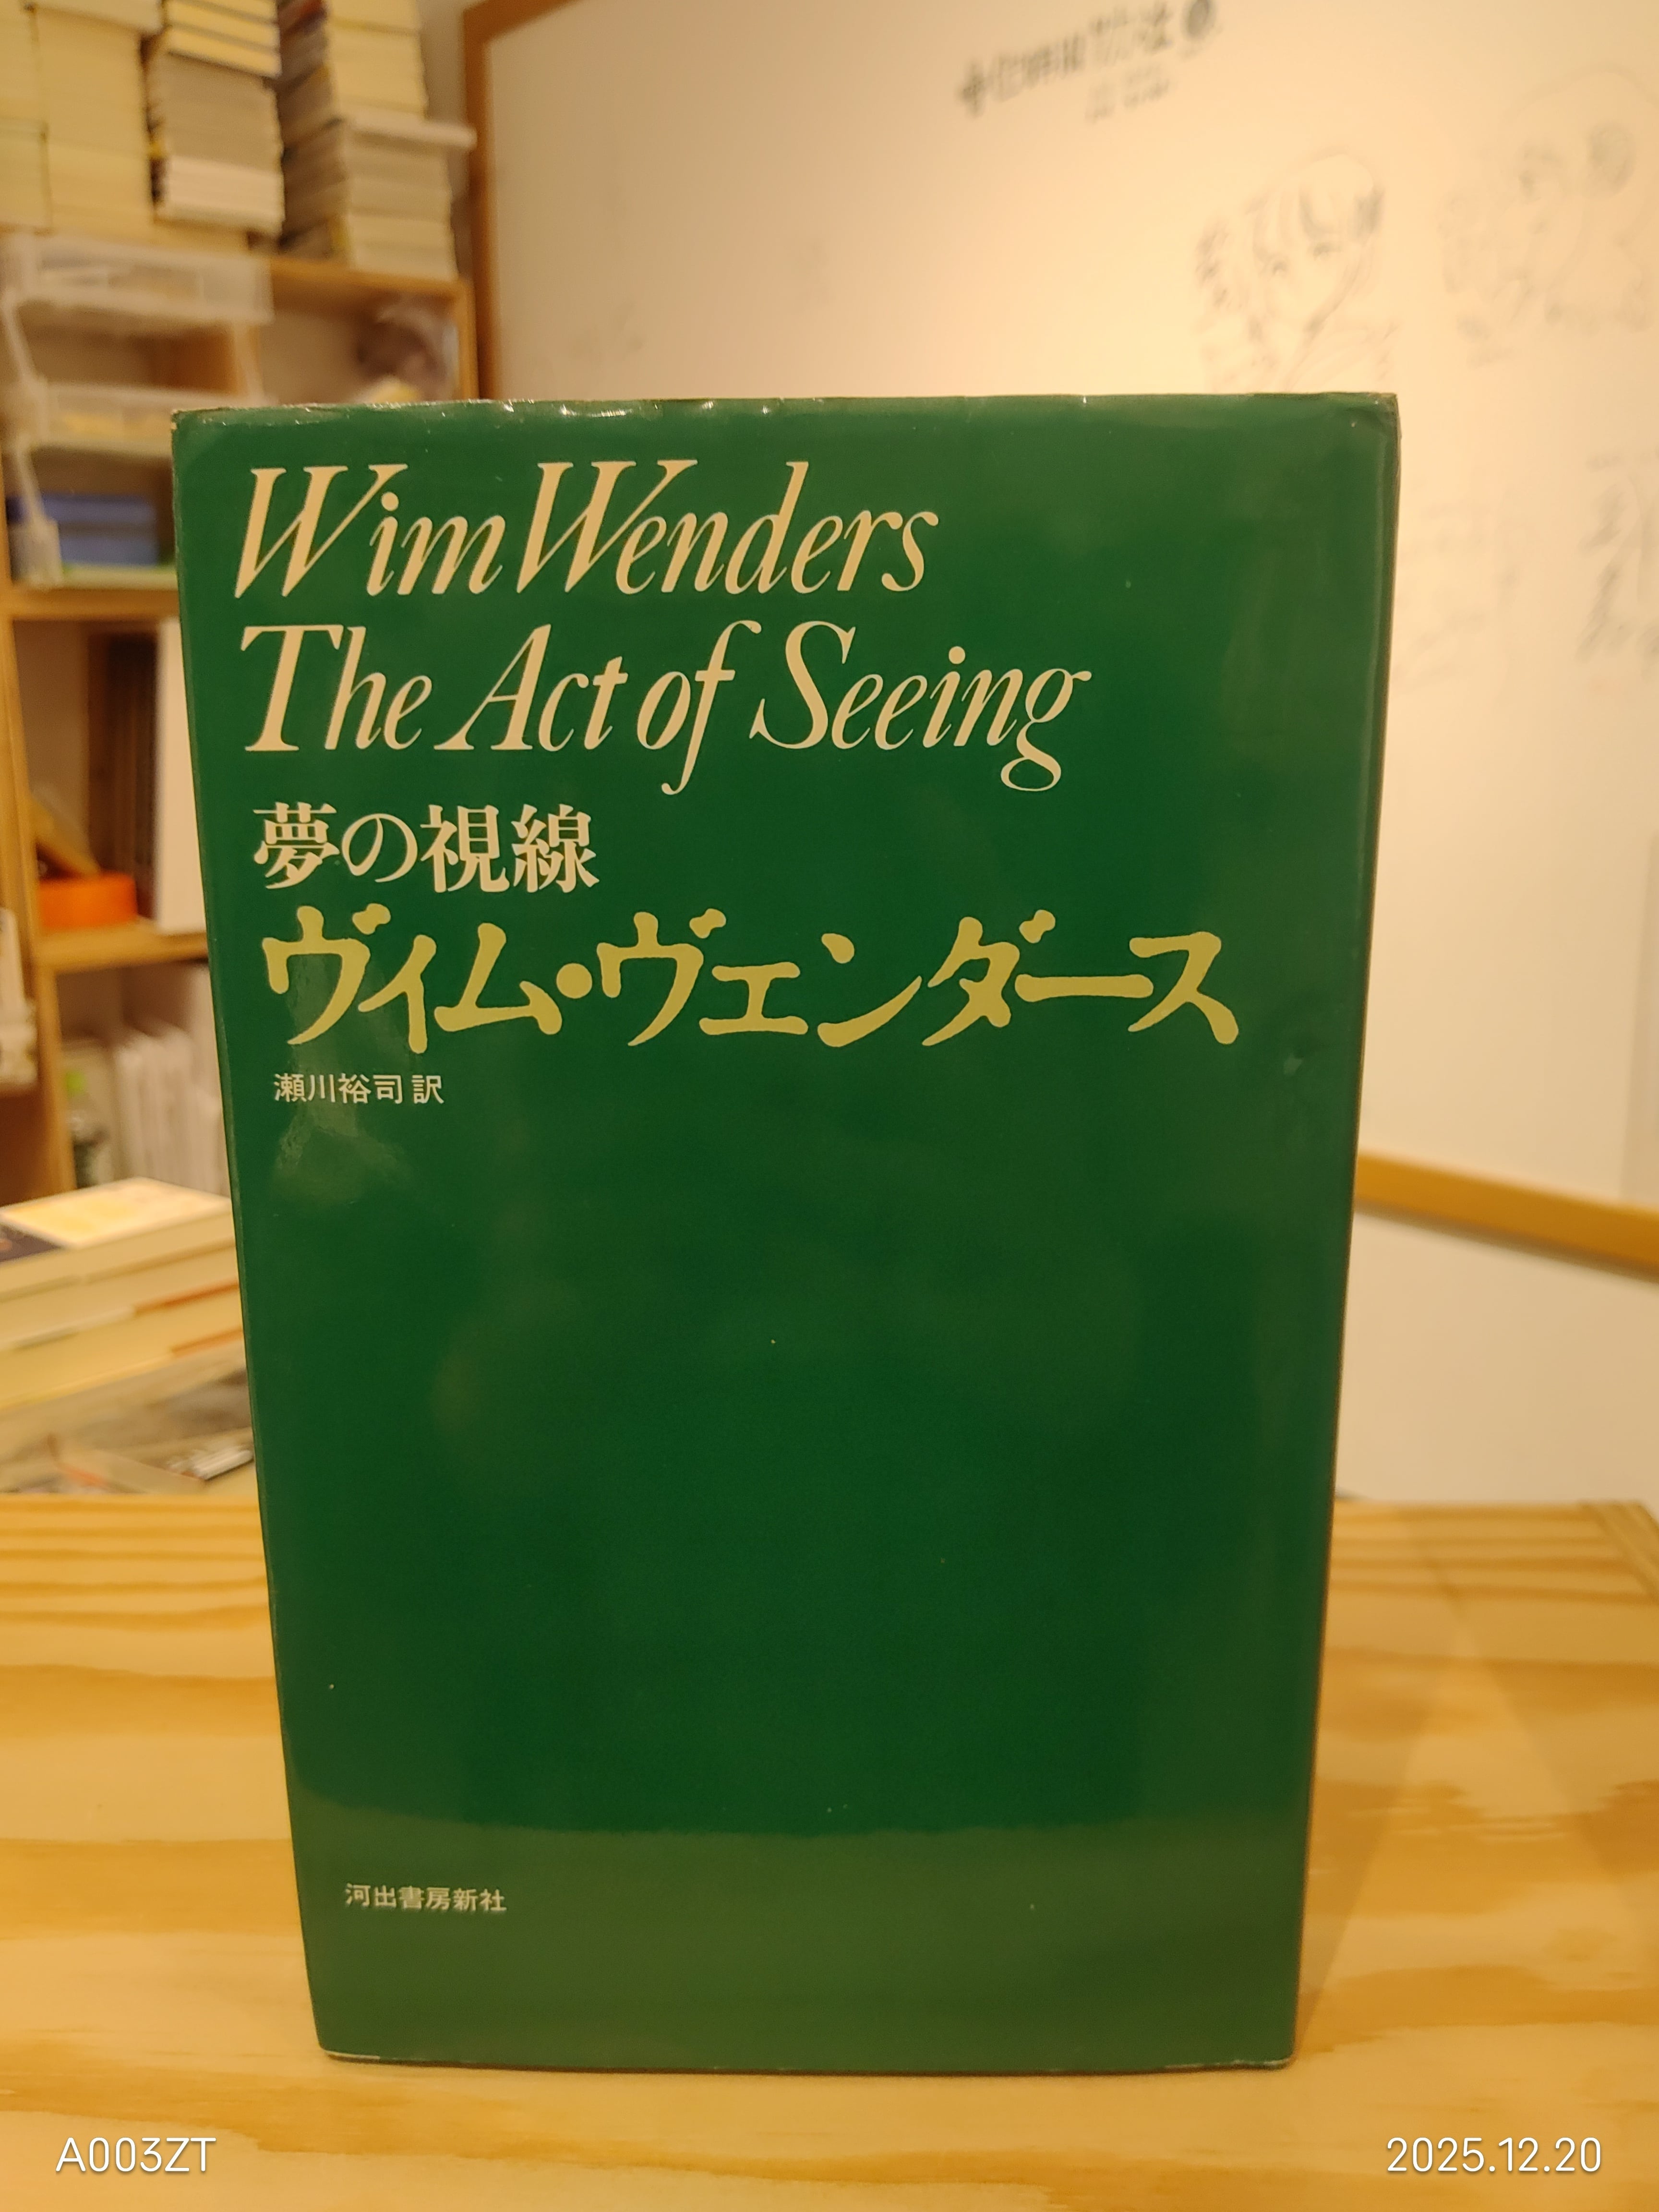 Wim Wenders
The Act of Seeing
夢の視線
ヴィム・ヴェンダース
瀬川裕司 訳
河出書房新社
A003ZT
2025.12.20